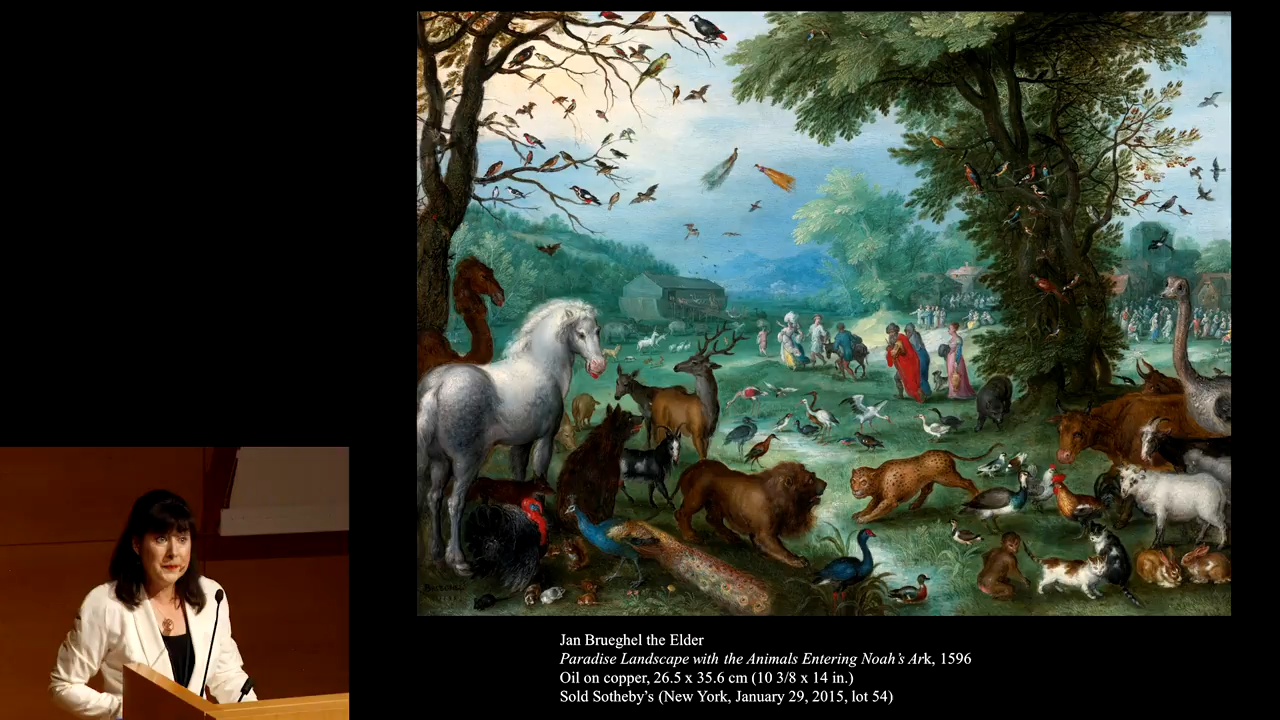 Jan Brueghel the Elder
Paradise Landscape with the Animals Entering Noah's Ark, 1596
Oil on copper, 26.5 x 35.6 cm (10 3/8 x 14 in.)
Sold Sotheby's (New York, January 29, 2015, lot 54)